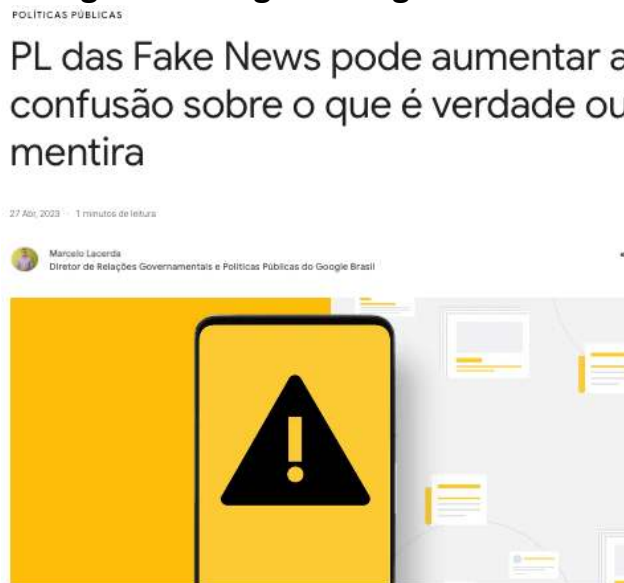 POLÍTICAS PÚBLICAS
PL das Fake News pode aumentar a
confusão sobre o que é verdade ou
mentira
27 Abr, 2023 — 1 minutos de leitura
Marcelo Lacerda
Diretor de Relações Governamentais e Políticas Públicas do Google Brasil